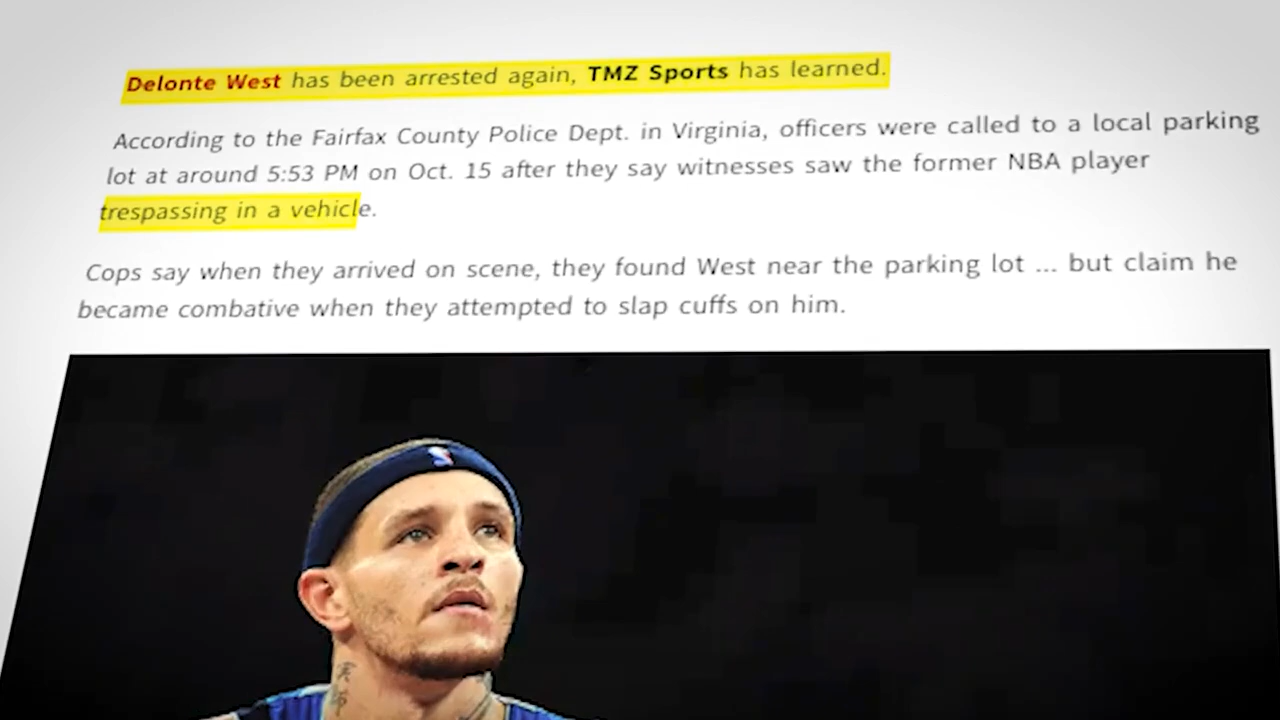 Delonte West has been arrested again, TMZ Sports has learned.
According to the Fairfax County Police Dept. in Virginia, officers were called to a local parking
lot at around 5:53 PM on Oct. 15 after they say witnesses saw the former NBA player
trespassing in a vehicle.
Cops say when they arrived on scene, they found West near the parking lot ... but claim he
became combative when they attempted to slap cuffs on him.